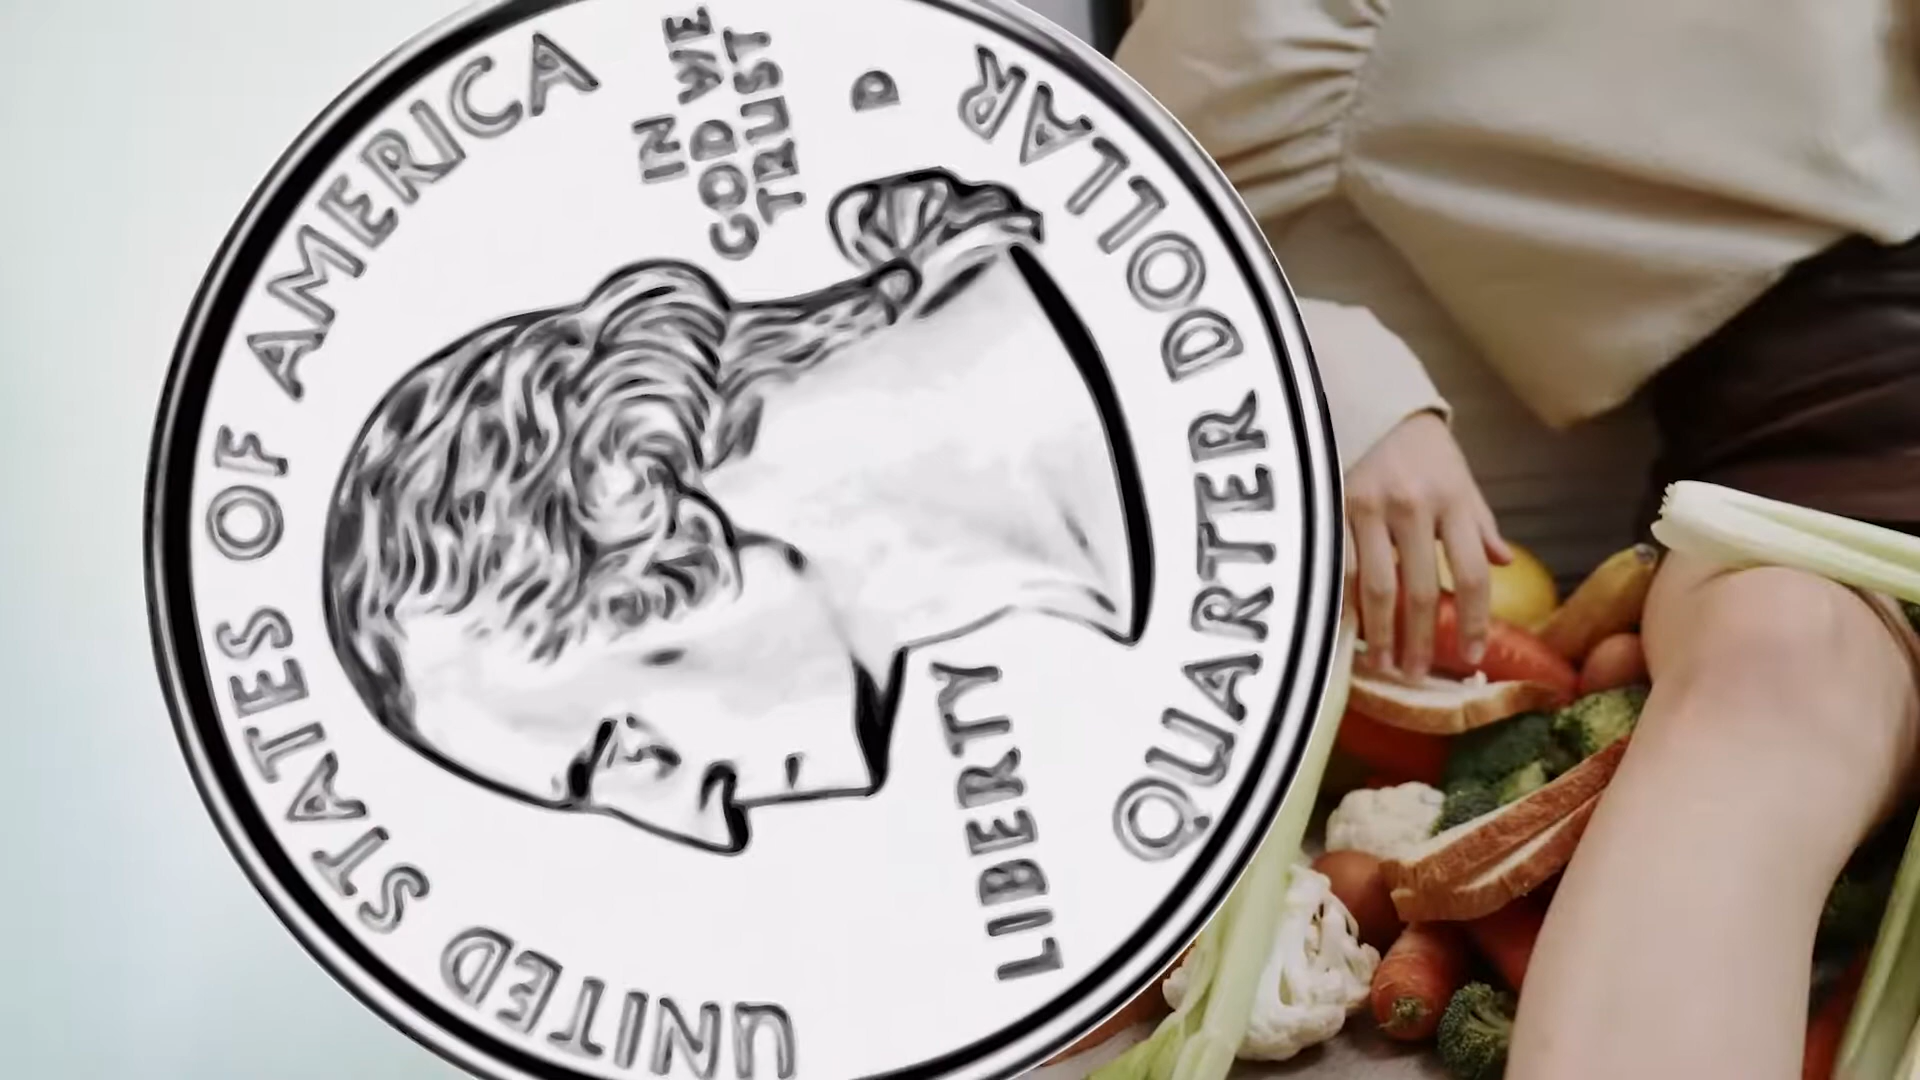 UNITED STATES OF AMERICA
LIBERTY
IN
GOD WE
TRUST
D
QUARTER DOLLAR